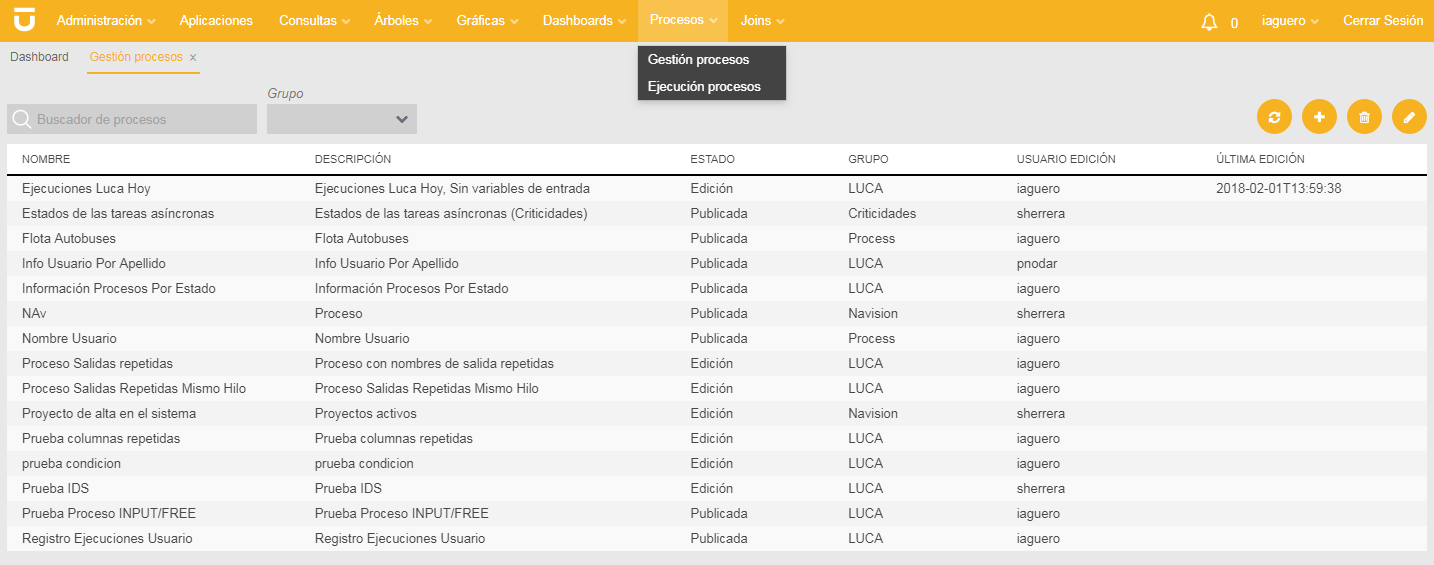 Administración Aplicaciones Consultas Árboles Gráficas Dashboards Procesos Joins 0 iaguero Cerrar Sesión
Dashboard Gestión procesos ×
Gestión procesos
Ejecución procesos
Grupo
Buscador de procesos
NOMBRE DESCRIPCIÓN ESTADO GRUPO USUARIO EDICIÓN ÚLTIMA EDICIÓN
Ejecuciones Luca Hoy Ejecuciones Luca Hoy, Sin variables de entrada Edición LUCA iaguero 2018-02-01T13:59:38
Estados de las tareas asíncronas Estados de las tareas asíncronas (Criticidades) Publicada Criticidades sherrera
Flota Autobuses Flota Autobuses Publicada Process iaguero
Info Usuario Por Apellido Info Usuario Por Apellido Publicada LUCA pnodar
Información Procesos Por Estado Información Procesos Por Estado Publicada LUCA iaguero
NAv Proceso Publicada Navision sherrera
Nombre Usuario Nombre Usuario Publicada Process iaguero
Proceso Salidas repetidas Proceso con nombres de salida repetidas Edición LUCA iaguero
Proceso Salidas Repetidas Mismo Hilo Proceso Salidas Repetidas Mismo Hilo Edición LUCA iaguero
Proyecto de alta en el sistema Proyectos activos Edición Navision sherrera
Prueba columnas repetidas Prueba columnas repetidas Edición LUCA iaguero
prueba condicion prueba condicion Edición LUCA iaguero
Prueba IDS Prueba IDS Edición LUCA sherrera
Prueba Proceso INPUT/FREE Prueba Proceso INPUT/FREE Publicada LUCA iaguero
Registro Ejecuciones Usuario Registro Ejecuciones Usuario Publicada LUCA iaguero